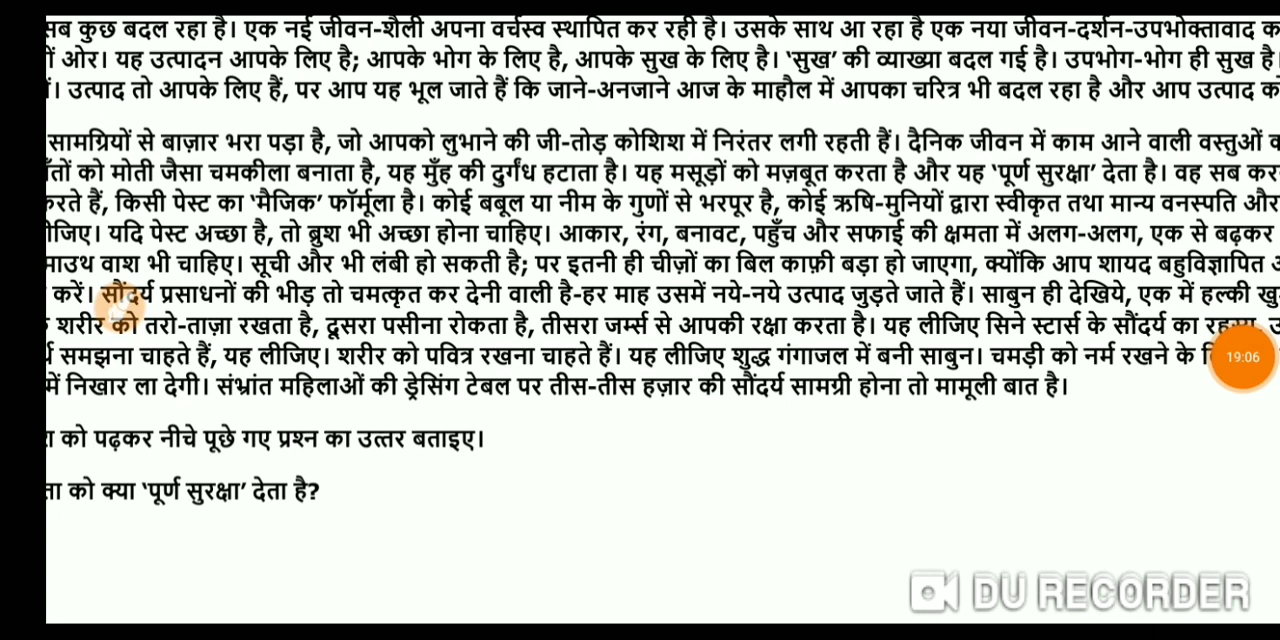 सब कुछ बदल रहा है। एक नई जीवन-शैली अपना वर्चस्व स्थापित कर रही है। उसके साथ आ रहा है एक नया जीवन-दर्शन-उपभोक्तावाद क
ओर। यह उत्पादन आपके लिए है; आपके भोग के लिए है, आपके सुख के लिए है। ‘सुख’ की व्याख्या बदल गई है। उपभोग-भोग ही सुख है।
उत्पाद तो आपके लिए हैं, पर आप यह भूल जाते हैं कि जाने-अनजाने आज के माहौल में आपका चरित्र भी बदल रहा है और आप उत्पाद क
सामग्रियों से बाज़ार भरा पड़ा है, जो आपको लुभाने की जी-तोड़ कोशिश में निरंतर लगी रहती हैं। दैनिक जीवन में काम आने वाली वस्तुओं
को मोती जैसा चमकीला बनाता है, यह मुँह की दुर्गंध हटाता है। यह मसूड़ों को मज़बूत करता है और यह ‘पूर्ण सुरक्षा’ देता है। वह सब कर
करते हैं, किसी पेस्ट का ‘मैजिक’ फॉर्मूला है। कोई बबूल या नीम के गुणों से भरपूर है, कोई ऋषि-मुनियों द्वारा स्वीकृत तथा मान्य वनस्पति और
यदि पेस्ट अच्छा है, तो ब्रुश भी अच्छा होना चाहिए। आकार, रंग, बनावट, पहुँच और सफाई की क्षमता में अलग-अलग, एक से बढ़कर
माउथ वाश भी चाहिए। सूची और भी लंबी हो सकती है; पर इतनी ही चीज़ों का बिल काफ़ी बड़ा हो जाएगा, क्योंकि आप शायद बहुविज्ञापित
करें। सौंदर्य प्रसाधनों की भीड़ तो चमत्कृत कर देनी वाली है-हर माह उसमें नये-नये उत्पाद जुड़ते जाते हैं। साबुन ही देखिये, एक में हल्की खु
शरीर को तरो-ताज़ा रखता है, दूसरा पसीना रोकता है, तीसरा जर्म्स से आपकी रक्षा करता है। यह लीजिए सिने स्टार्स के सौंदर्य का रहस्य
समझना चाहते हैं, यह लीजिए। शरीर को पवित्र रखना चाहते हैं। यह लीजिए शुद्ध गंगाजल में बनी साबुन। चमड़ी को नर्म रखने के
में निखार ला देगी। संभ्रांत महिलाओं की ड्रेसिंग टेबल पर तीस-तीस हज़ार की सौंदर्य सामग्री होना तो मामूली बात है।
को पढ़कर नीचे पूछे गए प्रश्न का उत्तर बताइए।
को क्या ‘पूर्ण सुरक्षा’ देता है?
19:06
DU RECORDER